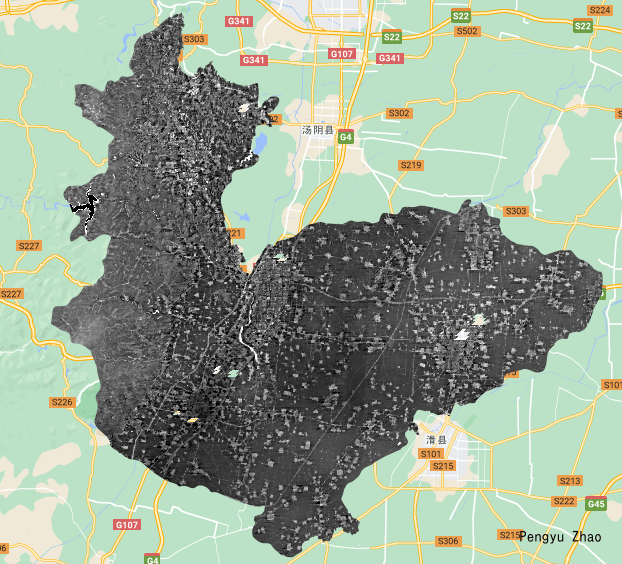 S224
G341
S22
S22
S502
S303
G107
G341
G341
S302
汤阴县
G4
S219
S303
S227
S227
S101
S226
滑县
S101
S215
S213
S222
G45
G107
S215
Pengyu Zhao
S306
G4